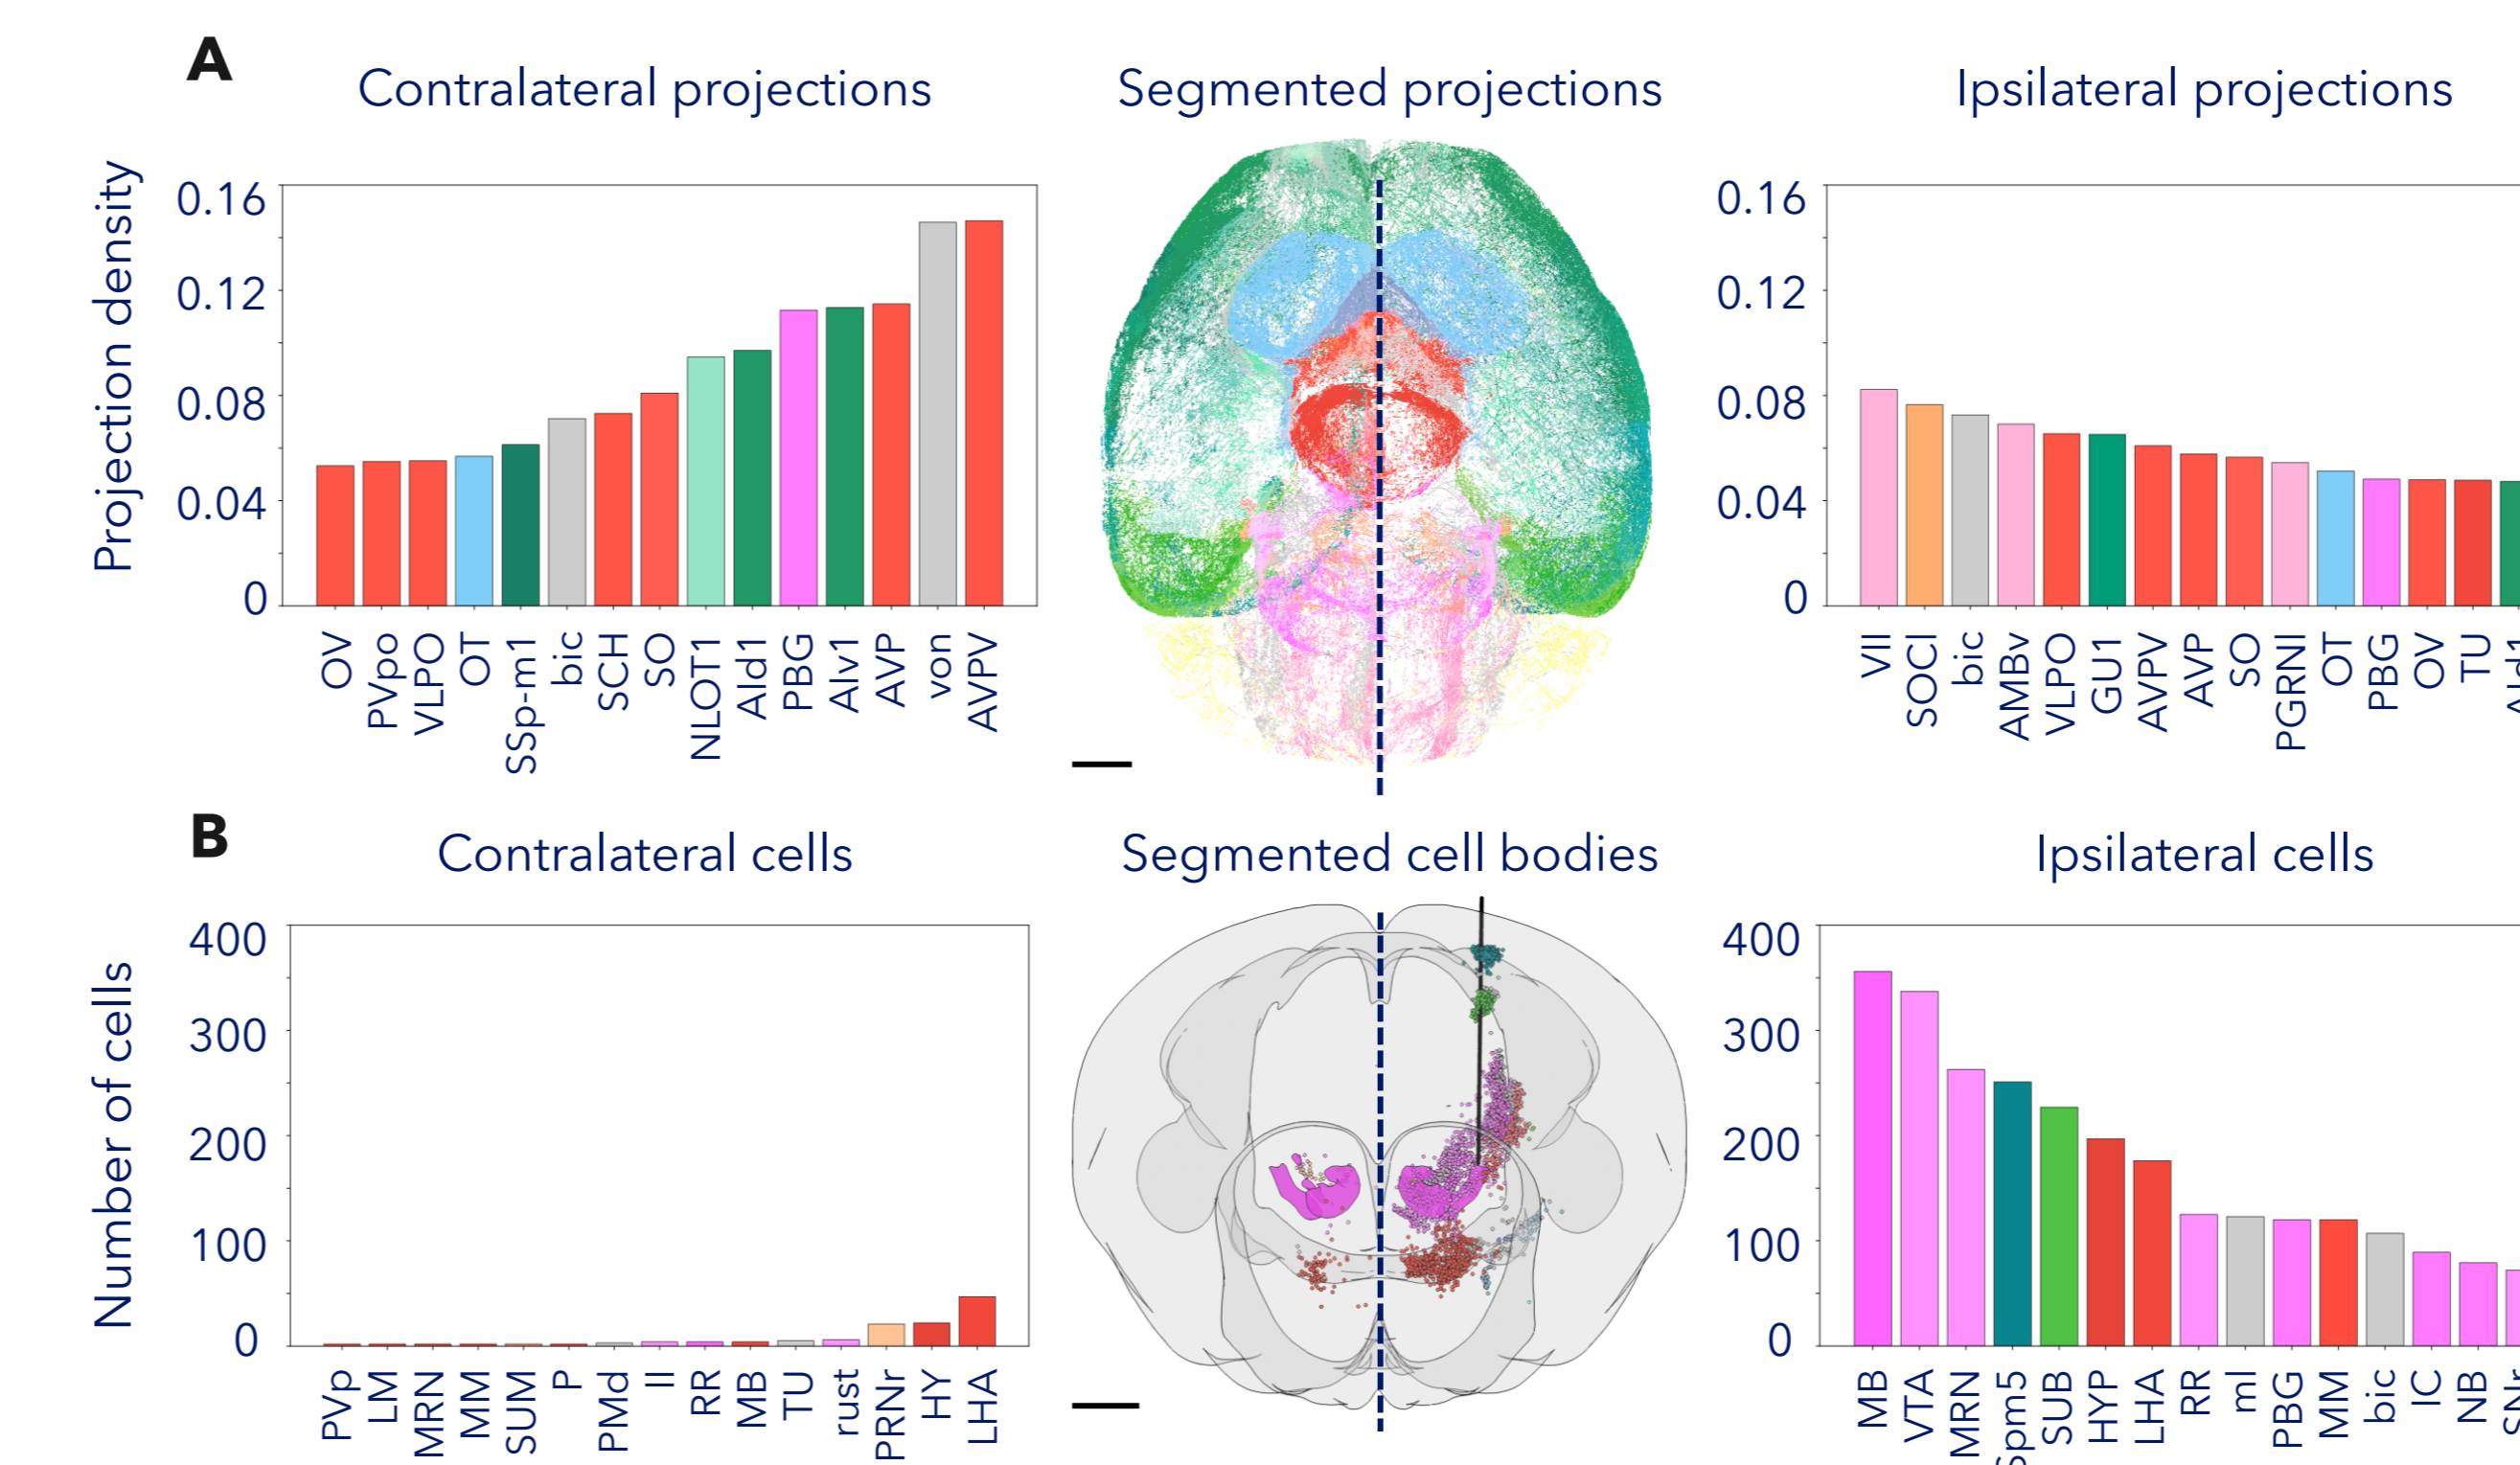 A
Contralateral projections
Segmented projections
Ipsilateral projections
Projection density
0.16
0.12
0.08
0.04
0
OV
PVpo
VLPO
OT
SSp-m1
bic
SCH
SO
NLOT1
AId1
PBG
AIv1
AVP
von
AVPV
0.16
0.12
0.08
0.04
0
VII
SOCl
bic
AMBv
VLPO
GU1
AVPV
AVP
SO
PGRNl
OT
PBG
OV
TU
AId1
B
Contralateral cells
Segmented cell bodies
Ipsilateral cells
Number of cells
400
300
200
100
0
PVp
LM
MRN
MM
SUM
P
PMd
II
RR
MB
TU
rust
PRNr
HY
LHA
400
300
200
100
0
MB
VTA
MRN
Spm5
SUB
HYP
LHA
RR
ml
PBG
MM
bic
IC
NB
SNr